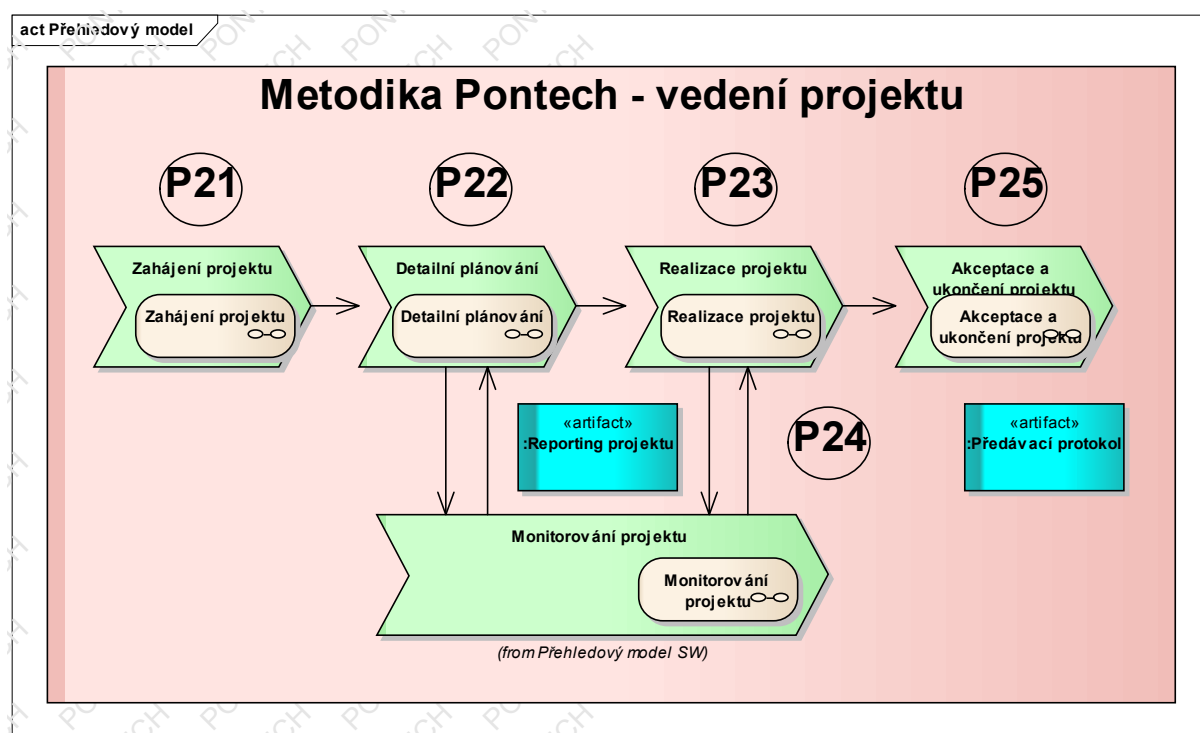 act Přehledový model
Metodika Pontech - vedení projektu
P21
P22
P23
P25
Zahájení projektu
Zahájení projektu
Detailní plánování
Detailní plánování
Realizace projektu
Realizace projektu
Akceptace a
ukončení projektu
Akceptace a
ukončení projektu
«artifact»
:Reporting projektu
P24
«artifact»
:Předávací protokol
Monitorování projektu
Monitorování
projektu
(from Přehledový model SW)